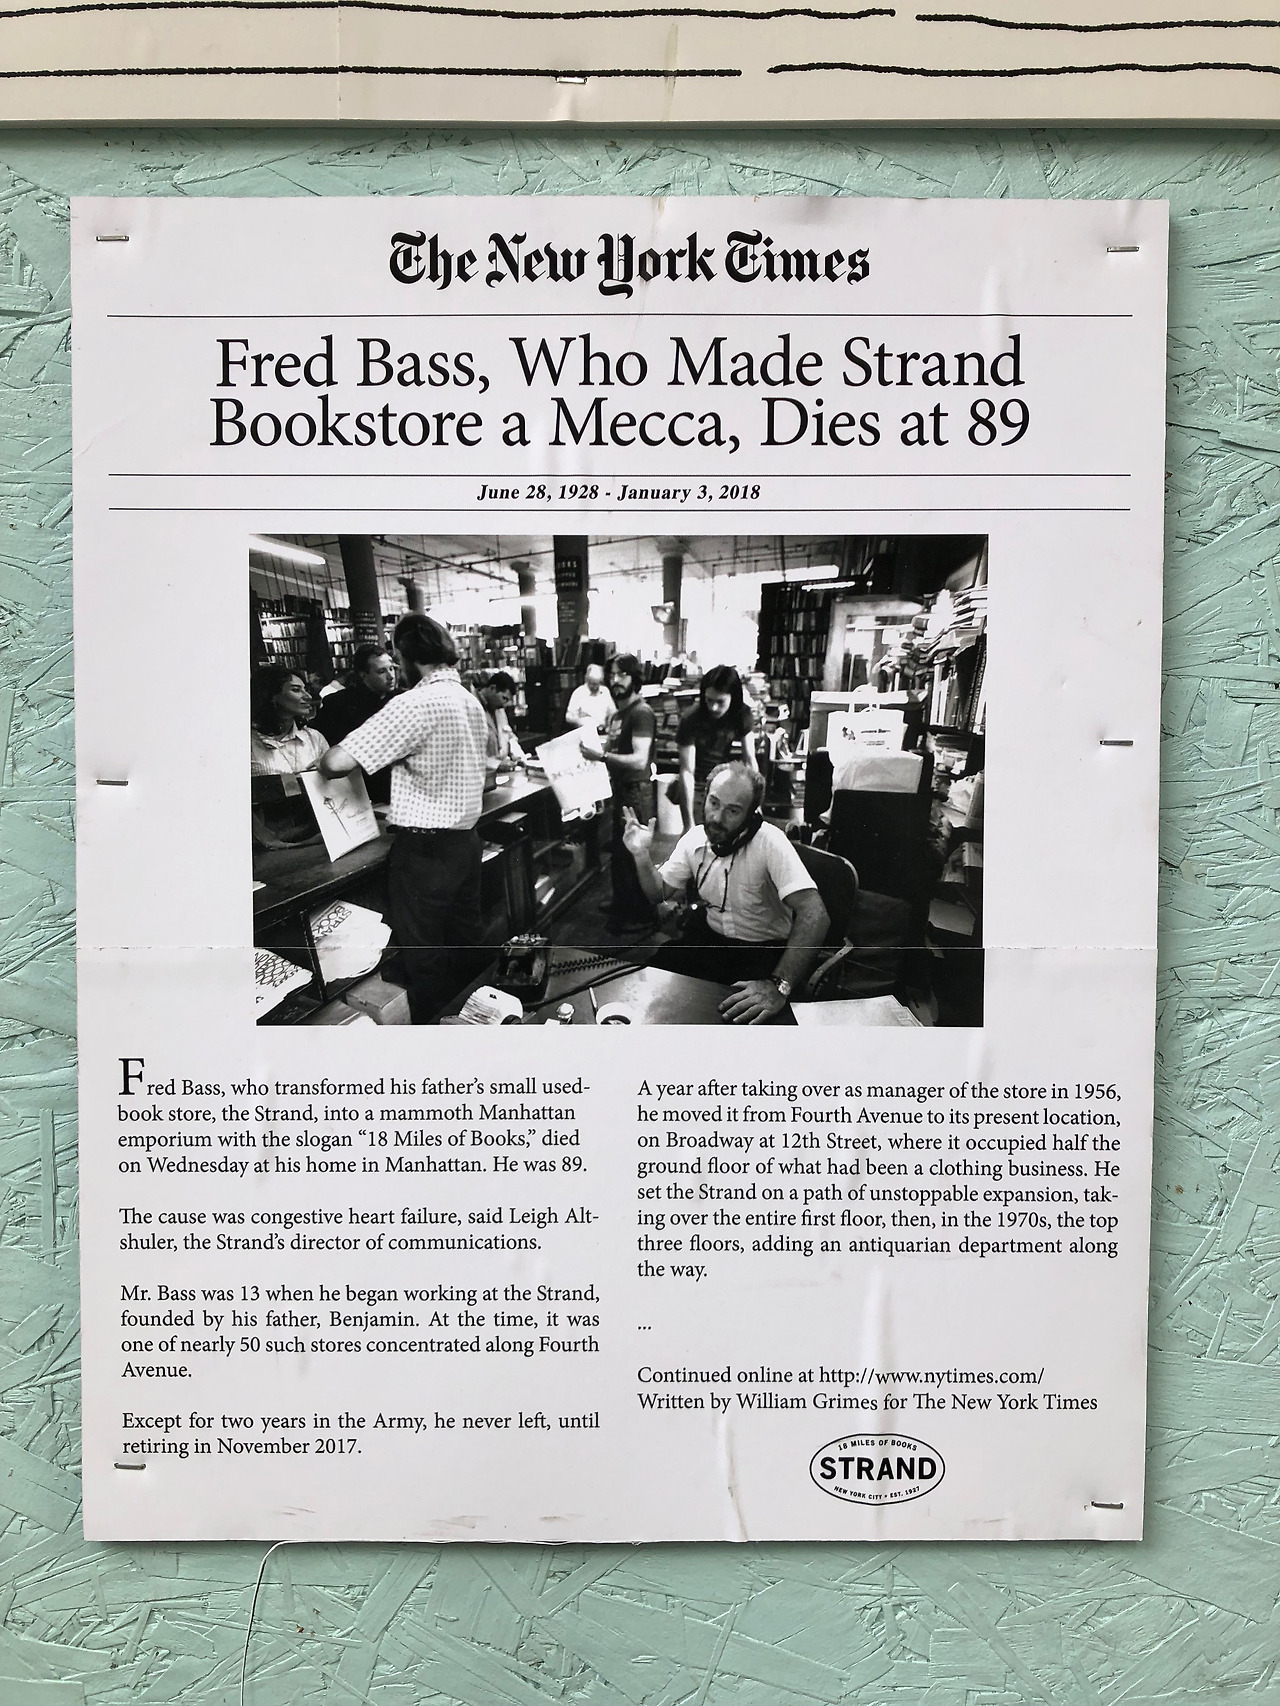 The New York Times
Fred Bass, Who Made Strand
Bookstore a Mecca, Dies at 89
June 28, 1928 - January 3, 2018
Fred Bass, who transformed his father's small used-
book store, the Strand, into a mammoth Manhattan
emporium with the slogan “18 Miles of Books,” died
on Wednesday at his home in Manhattan. He was 89.
The cause was congestive heart failure, said Leigh Alt-
shuler, the Strand's director of communications.
Mr. Bass was 13 when he began working at the Strand,
founded by his father, Benjamin. At the time, it was
one of nearly 50 such stores concentrated along Fourth
Avenue.
Except for two years in the Army, he never left, until
retiring in November 2017.
A year after taking over as manager of the store in 1956,
he moved it from Fourth Avenue to its present location,
on Broadway at 12th Street, where it occupied half the
ground floor of what had been a clothing business. He
set the Strand on a path of unstoppable expansion, tak-
ing over the entire first floor, then, in the 1970s, the top
three floors, adding an antiquarian department along
the way.
...
Continued online at http://www.nytimes.com/
Written by William Grimes for The New York Times
18 MILES OF BOOKS
STRAND
NEW YORK CITY • EST. 1927